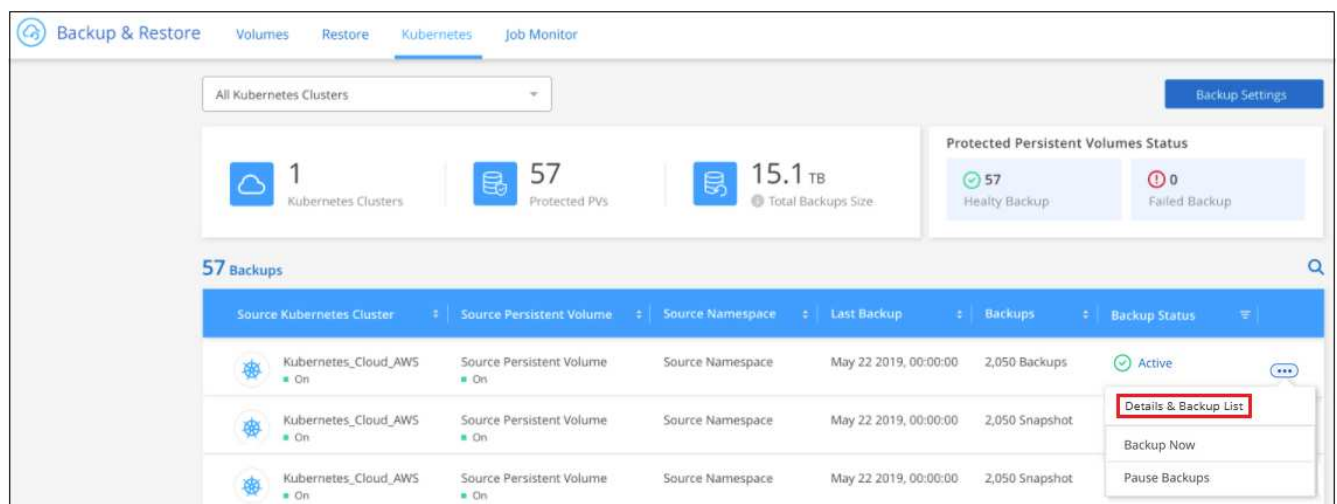 Backup & Restore Volumes Restore Kubernetes Job Monitor
All Kubernetes Clusters
Backup Settings
1
Kubernetes Clusters
57
Protected PVs
15.1 TB
Total Backups Size
Protected Persistent Volumes Status
57
Healty Backup
0
Failed Backup
57 Backups
Source Kubernetes Cluster Source Persistent Volume Source Namespace Last Backup Backups Backup Status
Kubernetes_Cloud_AWS Source Persistent Volume Source Namespace May 22 2019, 00:00:00 2,050 Backups Active
On On
Details & Backup List
Kubernetes_Cloud_AWS Source Persistent Volume Source Namespace May 22 2019, 00:00:00 2,050 Snapshot
On On
Backup Now
Kubernetes_Cloud_AWS Source Persistent Volume Source Namespace May 22 2019, 00:00:00 2,050 Snapshot
On On
Pause Backups